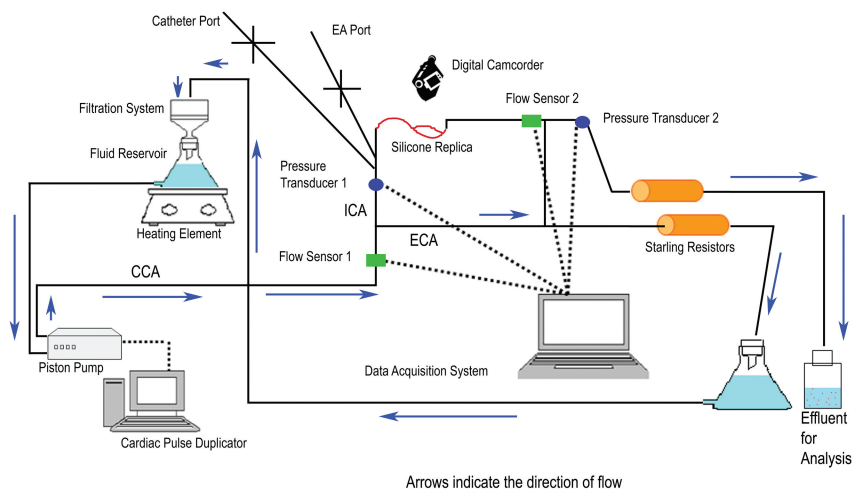 Catheter Port
EA Port
Digital Camcorder
Filtration System
Flow Sensor 2
Pressure Transducer 2
Fluid Reservoir
Silicone Replica
Pressure
Transducer 1
ICA
Heating Element
ECA
Starling Resistors
Flow Sensor 1
CCA
Piston Pump
Data Acquisition System
Cardiac Pulse Duplicator
Effluent
for
Analysis
Arrows indicate the direction of flow